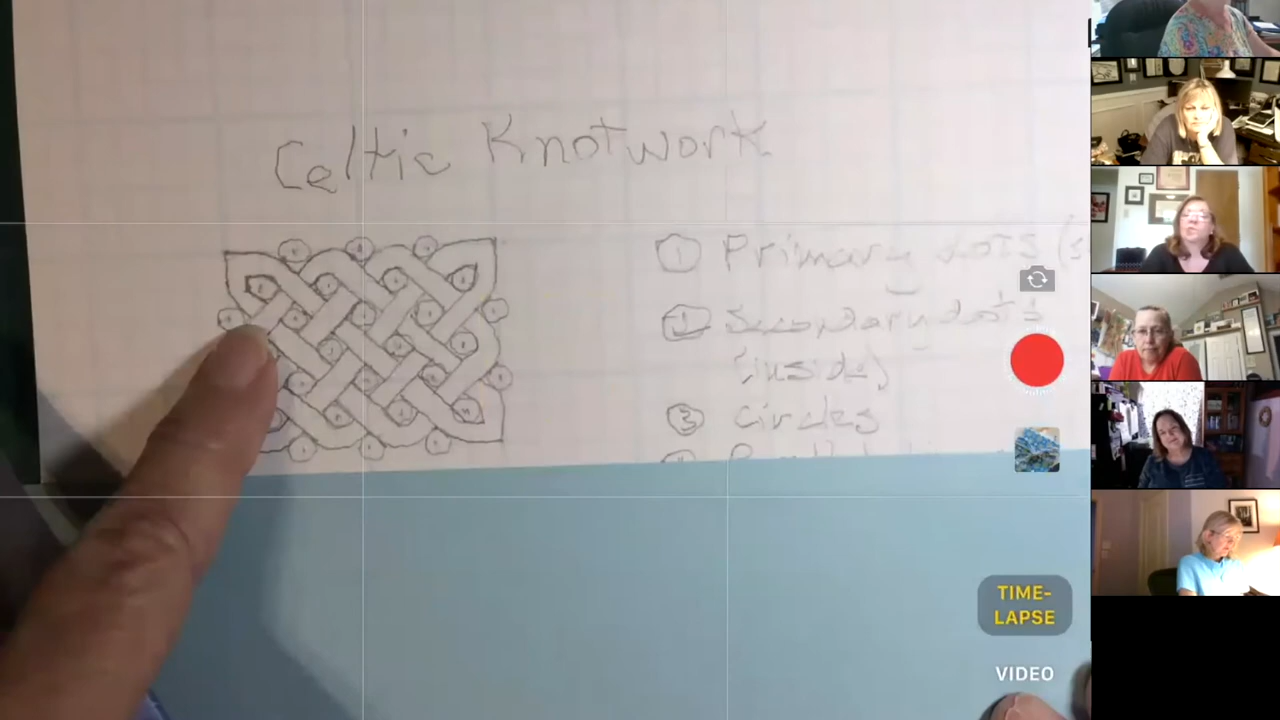 Celtic Knotwork
① Primary dots (
② Secondary dots
(inside)
③ circles
TIME-
LAPSE
VIDEO